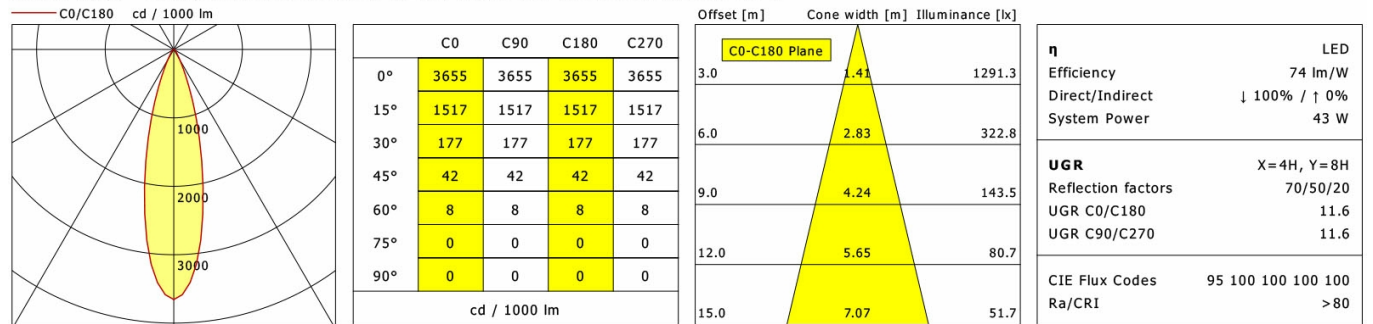 C0/C180 cd / 1000 lm
1000
2000
3000
C0 C90 C180 C270
0° 3655 3655 3655 3655
15° 1517 1517 1517 1517
30° 177 177 177 177
45° 42 42 42 42
60° 8 8 8 8
75° 0 0 0 0
90° 0 0 0 0
cd / 1000 lm
Offset [m] Cone width [m] Illuminance [lx]
C0-C180 Plane
3.0 1.41 1291.3
6.0 2.83 322.8
9.0 4.24 143.5
12.0 5.65 80.7
15.0 7.07 51.7
η LED
Efficiency 74 lm/W
Direct/Indirect ↓ 100% / ↑ 0%
System Power 43 W
UGR X=4H, Y=8H
Reflection factors 70/50/20
UGR C0/C180 11.6
UGR C90/C270 11.6
CIE Flux Codes 95 100 100 100 100
Ra/CRI >80